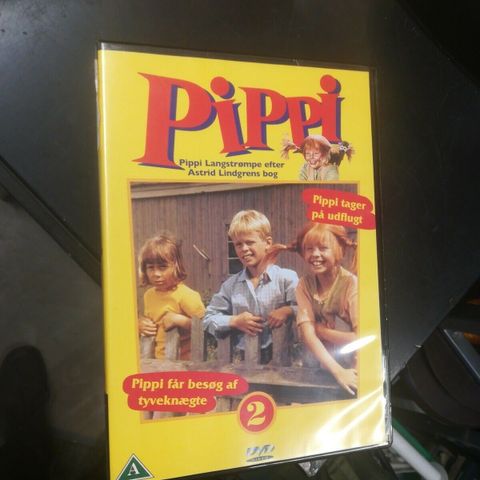 Pippi
Pippi Langstrømpe efter
Astrid Lindgrens bog
Pippi tager
på udflugt
Pippi får besøg af
tyveknægte
2
DVD
A